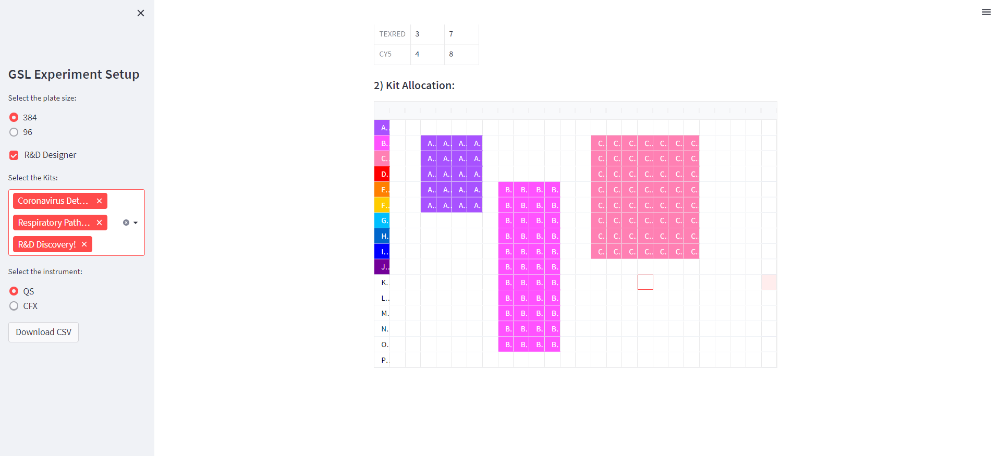 GSL Experiment Setup
Select the plate size:
384
96
R&D Designer
Select the Kits:
Coronavirus Det...
Respiratory Path...
R&D Discovery!
Select the instrument:
QS
CFX
Download CSV
TEXRED 3 7
CY5 4 8
2) Kit Allocation:
A..
B. A. A. A. A. C. C. C. C. C. C. C.
C. A. A. A. A. C. C. C. C. C. C. C.
D. A. A. A. A. C. C. C. C. C. C. C.
E.. A. A. A. A. B. B. B. B. C. C. C. C. C. C. C.
F.. A. A. A. A. B. B. B. B. C. C. C. C. C. C. C.
G. B. B. B. B. C. C. C. C. C. C. C.
H. B. B. B. B. C. C. C. C. C. C. C.
I... B. B. B. B. C. C. C. C. C. C. C.
J.. B. B. B. B.
K. B. B. B. B.
L.. B. B. B. B.
M. B. B. B. B.
N. B. B. B. B.
O. B. B. B. B.
P.